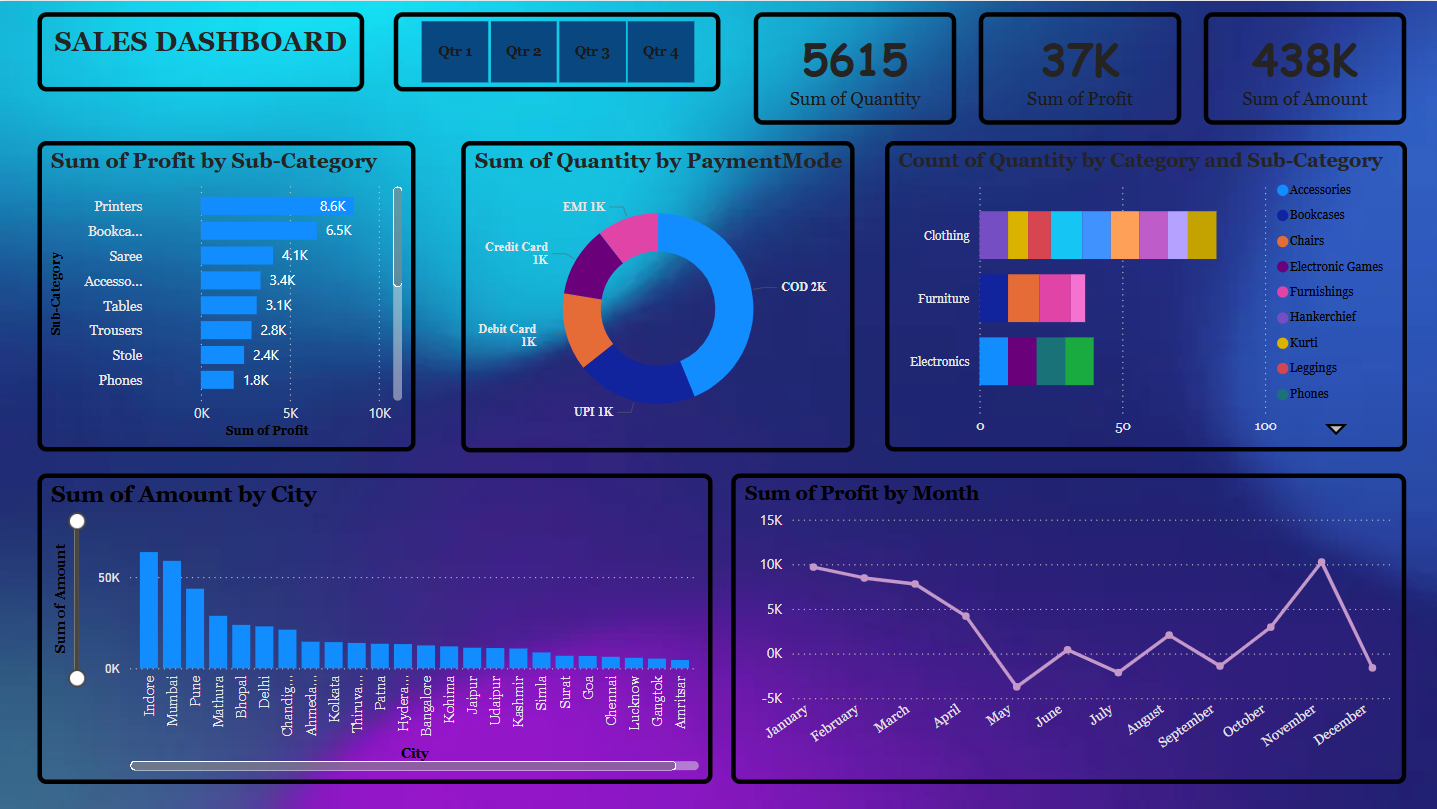 SALES DASHBOARD
Qtr 1
Qtr 2
Qtr 3
Qtr 4
5615
Sum of Quantity
37K
Sum of Profit
438K
Sum of Amount
Sum of Profit by Sub-Category
Sub-Category
Printers
8.6K
Bookca...
6.5K
Saree
4.1K
Accesso...
3.4K
Tables
3.1K
Trousers
2.8K
Stole
2.4K
Phones
1.8K
0K
5K
10K
Sum of Profit
Sum of Quantity by PaymentMode
EMI 1K
Credit Card
1K
COD 2K
Debit Card
1K
UPI 1K
Count of Quantity by Category and Sub-Category
Clothing
Furniture
Electronics
0
50
100
Accessories
Bookcases
Chairs
Electronic Games
Furnishings
Hankerchief
Kurti
Leggings
Phones
Sum of Amount by City
Sum of Amount
50K
0K
Indore
Mumbai
Pune
Mathura
Bhopal
Delhi
Chandig...
Ahmeda...
Kolkata
Thiruva...
Patna
Hydera...
Bangalore
Kohima
Jaipur
Udaipur
Kashmir
Simla
Surat
Goa
Chennai
Lucknow
Gangtok
Amritsar
City
Sum of Profit by Month
15K
10K
5K
0K
-5K
January
February
March
April
May
June
July
August
September
October
November
December